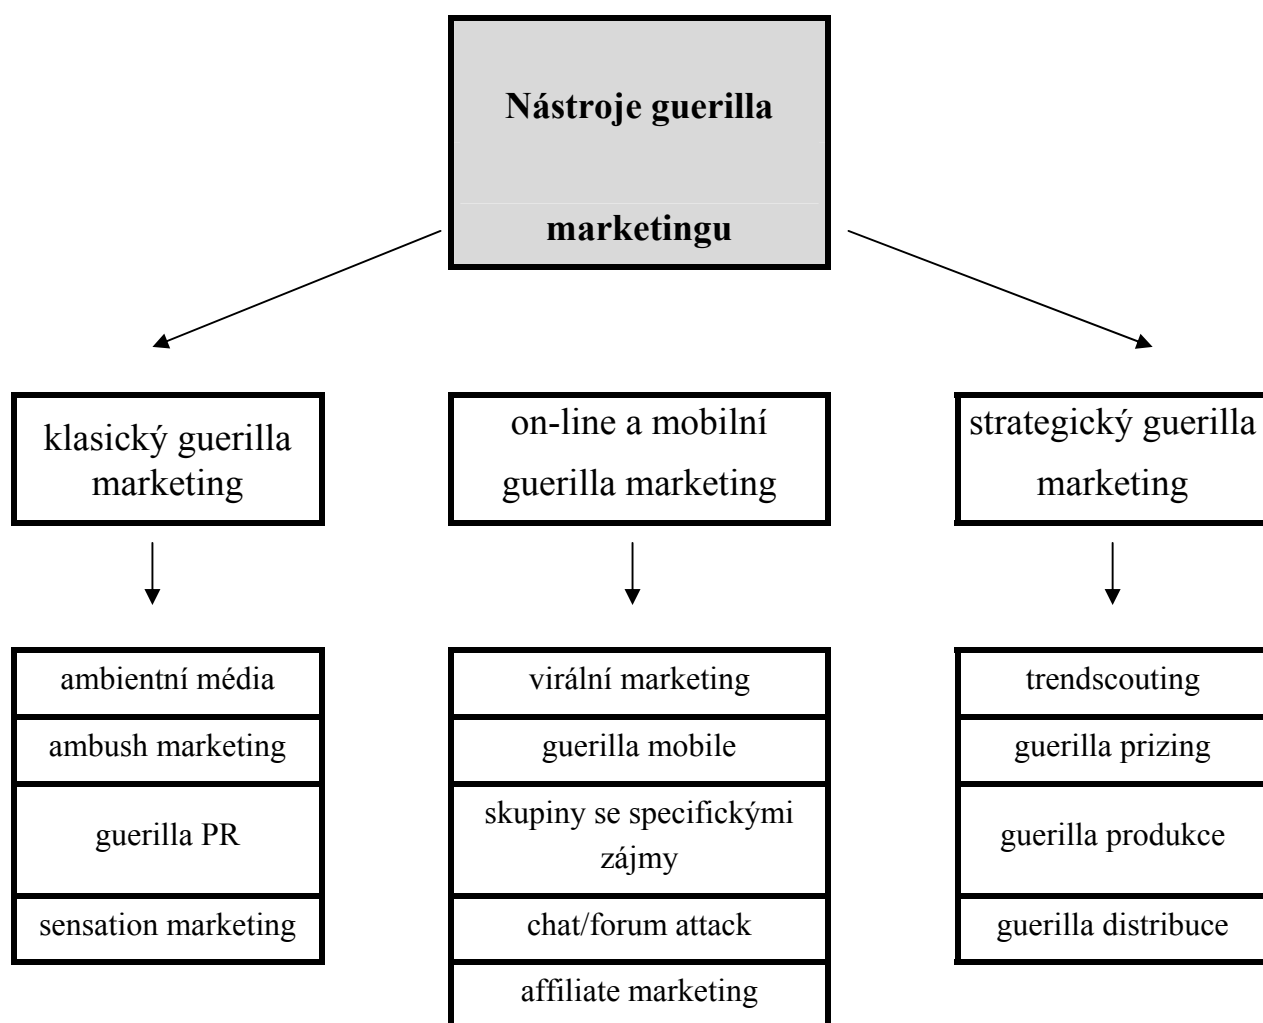 Nástroje guerilla
marketingu
klasický guerilla
marketing
on-line a mobilní
guerilla marketing
strategický guerilla
marketing
ambientní média
ambush marketing
guerilla PR
sensation marketing
virální marketing
guerilla mobile
skupiny se specifickými
zájmy
chat/forum attack
affiliate marketing
trendscouting
guerilla prizing
guerilla produkce
guerilla distribuce